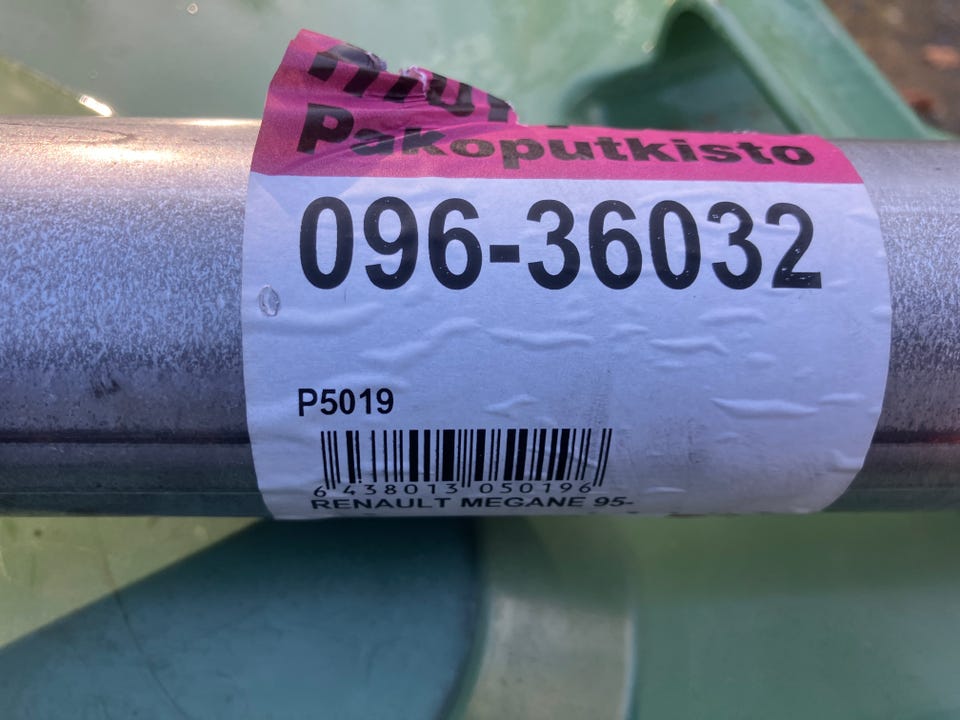 Pakoputkisto
096-36032
P5019
6 438013 050196
RENAULT MEGANE 95-